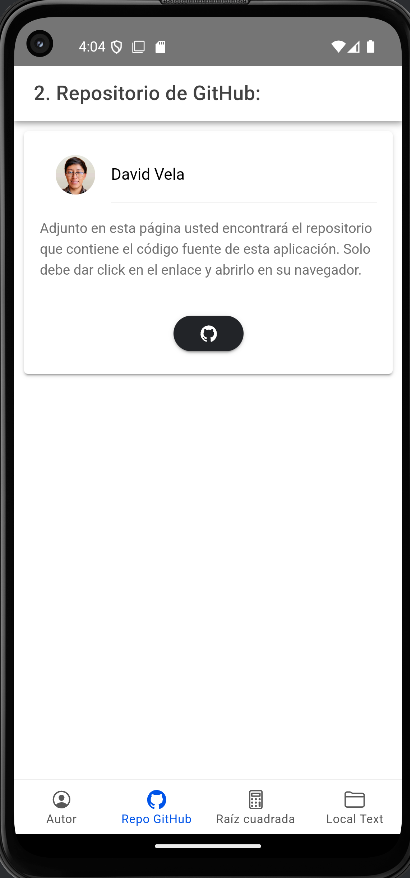 4:04
2. Repositorio de GitHub:
David Vela
Adjunto en esta página usted encontrará el repositorio
que contiene el código fuente de esta aplicación. Solo
debe dar click en el enlace y abrirlo en su navegador.
Autor
Repo GitHub
Raíz cuadrada
Local Text